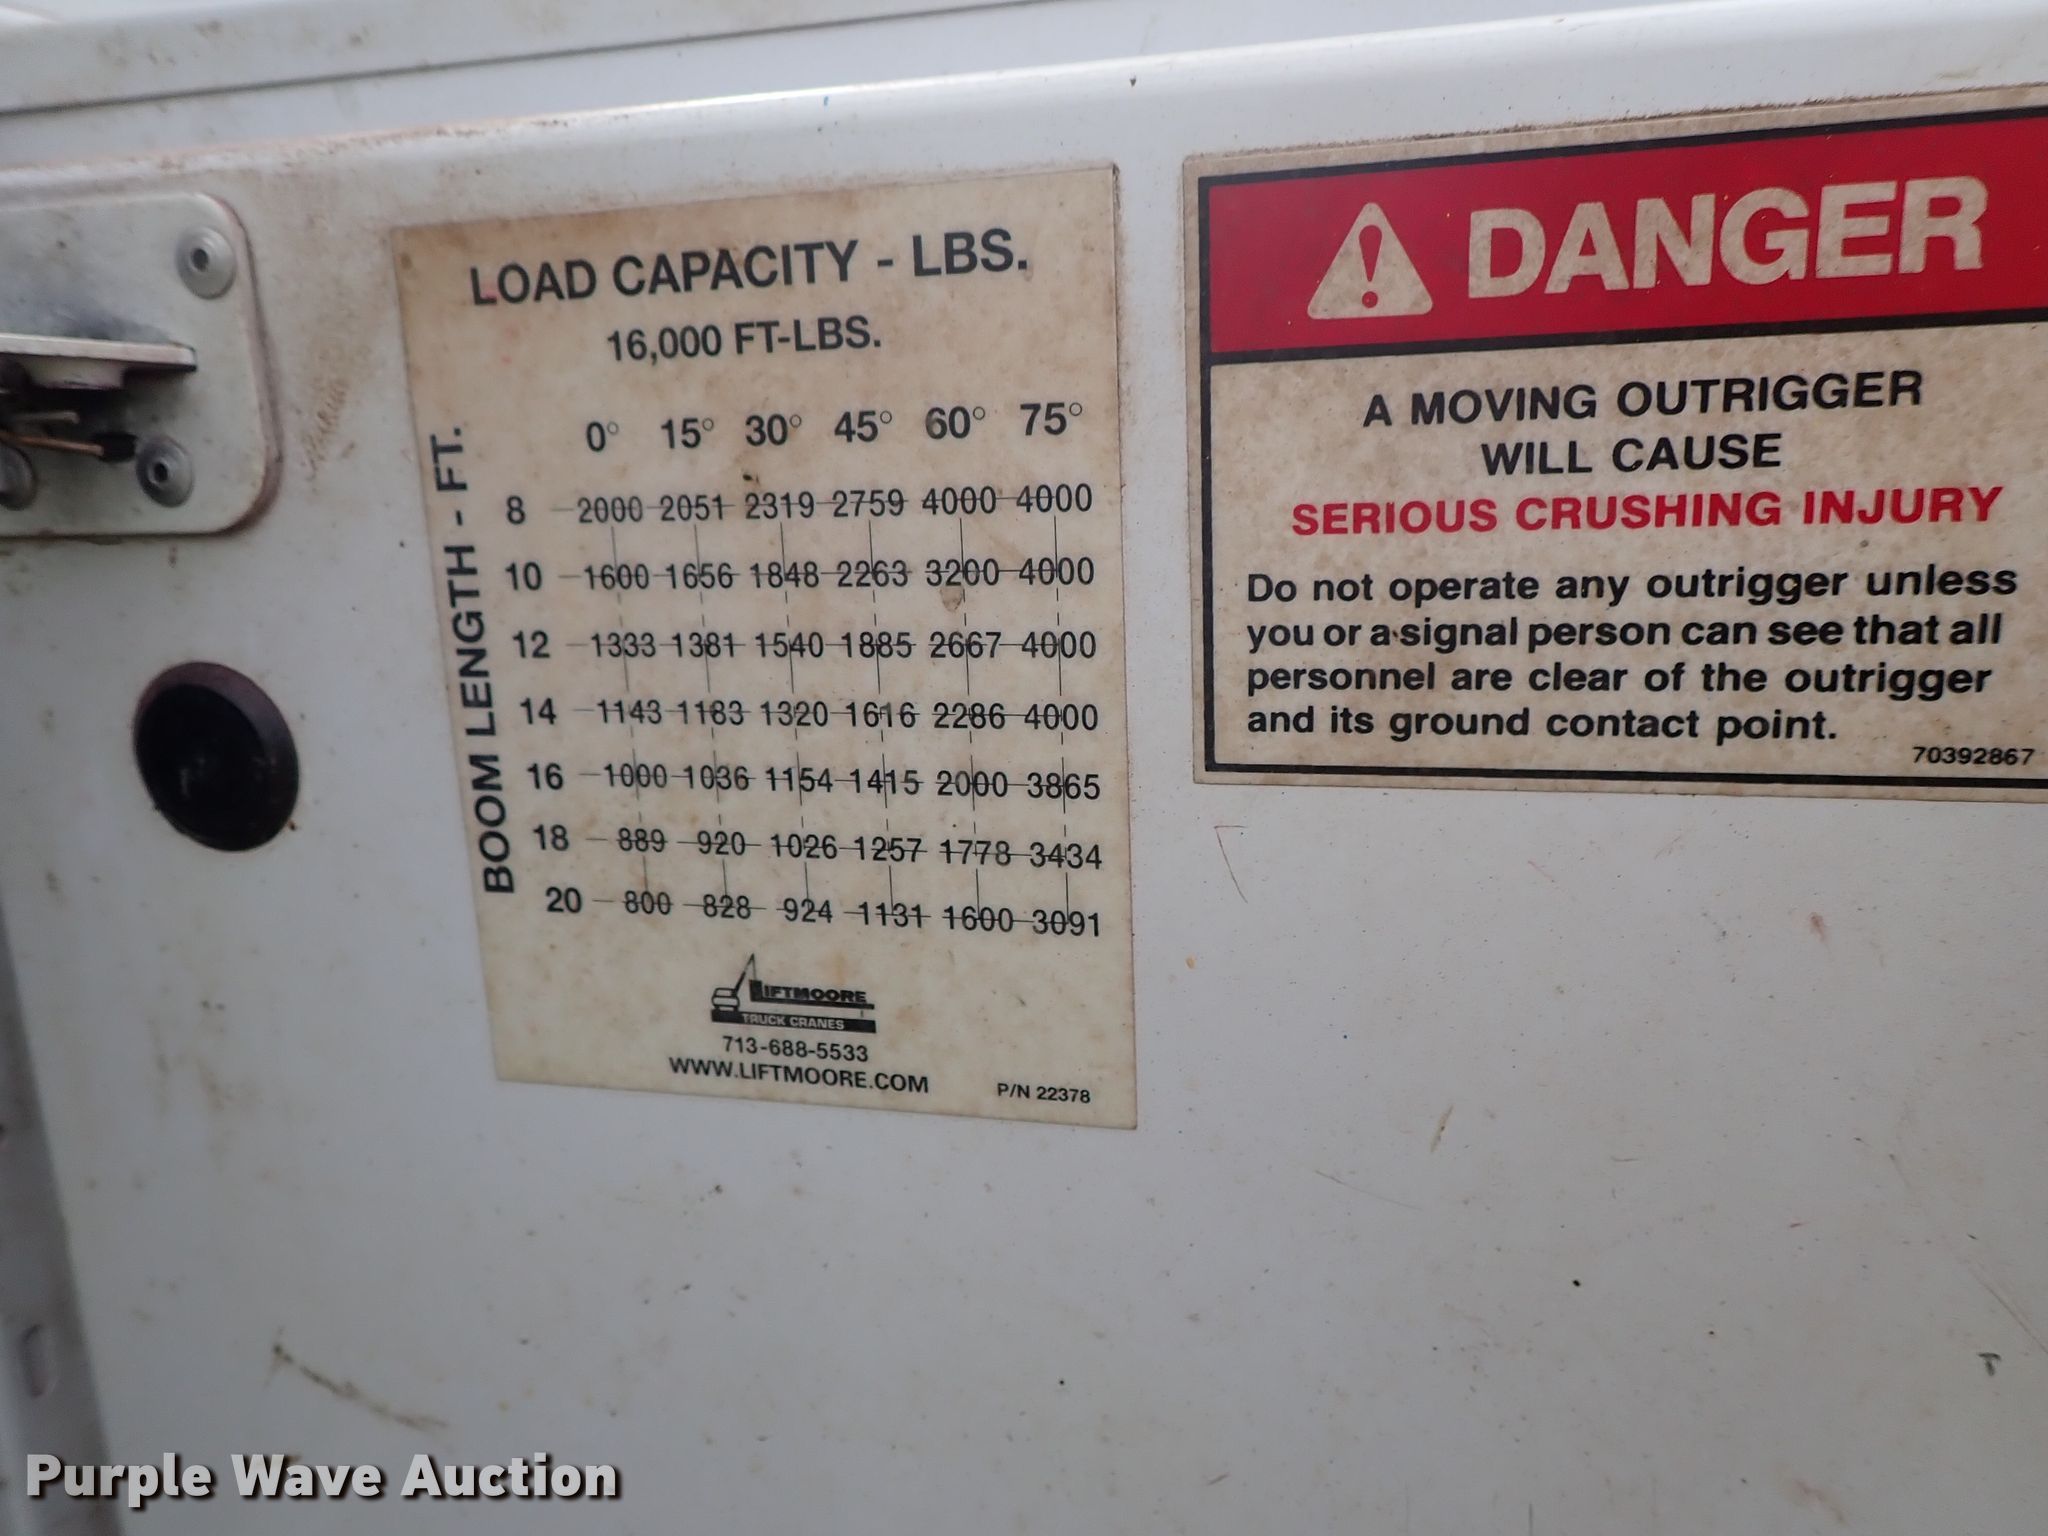 LOAD CAPACITY - LBS.
16,000 FT-LBS.
BOOM LENGTH - FT.
0° 15° 30° 45° 60° 75°
8 2000 2051 2319 2759 4000 4000
10 1600 1656 1848 2263 3200 4000
12 1333 1381 1540 1885 2667 4000
14 1143 1183 1320 1616 2286 4000
16 1000 1036 1154 1415 2000 3865
18 889 920 1026 1257 1778 3434
20 800 828 924 1131 1600 3091
LIFTMOORE
TRUCK CRANES
713-688-5533
WWW.LIFTMOORE.COM
P/N 22378
DANGER
A MOVING OUTRIGGER
WILL CAUSE
SERIOUS CRUSHING INJURY
Do not operate any outrigger unless
you or a signal person can see that all
personnel are clear of the outrigger
and its ground contact point.
70392867
Purple Wave Auction